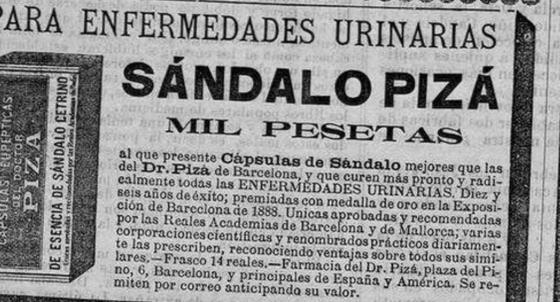 PARA ENFERMEDADES URINARIAS
SÁNDALO PIZÁ
MIL PESETAS
al que presente Cápsulas de Sándalo mejores que las
del Dr. Pizá de Barcelona, y que curen más pronto y radi-
calmente todas las ENFERMEDADES URINARIAS. Diez y
seis años de éxito; premiadas con medalla de oro en la Exposi-
ción de Barcelona de 1888. Unicas aprobadas y recomendadas
por las Reales Academias de Barcelona y de Mallorca; varias
corporaciones científicas y renombrados prácticos diariamen-
te las prescriben, reconociendo ventajas sobre todos sus simi-
lares.—Frasco 14 reales.—Farmacia del Dr. Pizá, plaza del Pi-
no, 6, Barcelona, y principales de España y América. Se re-
miten por correo anticipando su valor.
CÁPSULAS EUPÉPTICAS
DEL DOCTOR
PIZÁ
DE ESENCIA DE SÁNDALO CETRINO